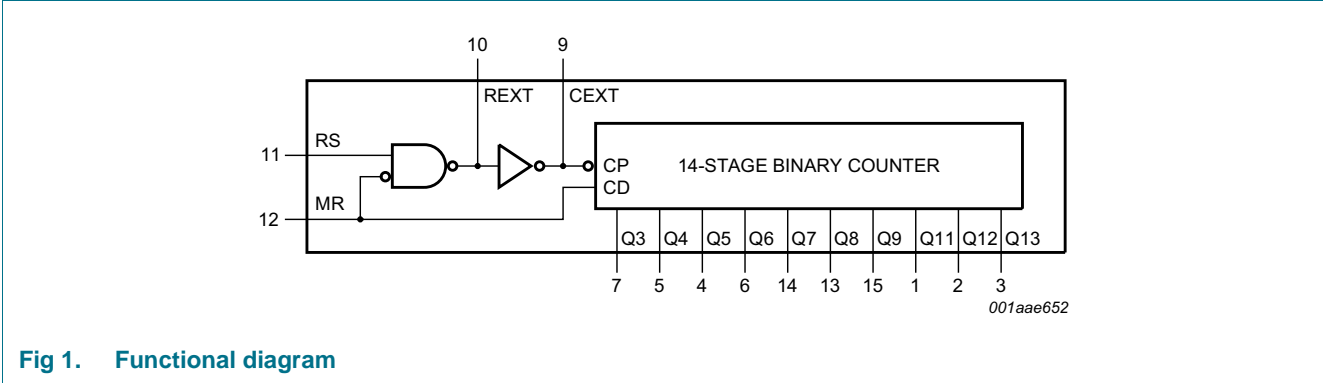 10 9
REXT CEXT
11 RS
CP 14-STAGE BINARY COUNTER
CD
12 MR
Q3 Q4 Q5 Q6 Q7 Q8 Q9 Q11 Q12 Q13
7 5 4 6 14 13 15 1 2 3
001aae652
Fig 1. Functional diagram